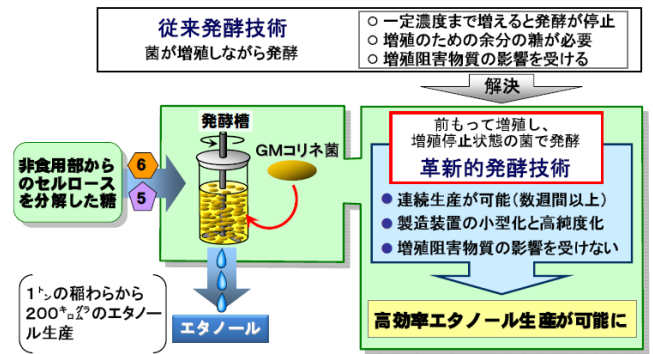 従来発酵技術
菌が増殖しながら発酵
○ 一定濃度まで増えると発酵が停止
○ 増殖のための余分の糖が必要
○ 増殖阻害物質の影響を受ける
解決
発酵槽
GMコリネ菌
非食用部から
のセルロース
を分解した糖
6
5
前もって増殖し、
増殖停止状態の菌で発酵
革新的発酵技術
● 連続生産が可能(数週間以上)
● 製造装置の小型化と高純度化
● 増殖阻害物質の影響を受けない
1㌧の稲わらから
200㌔㌘のエタノー
ル生産
エタノール
高効率エタノール生産が可能に